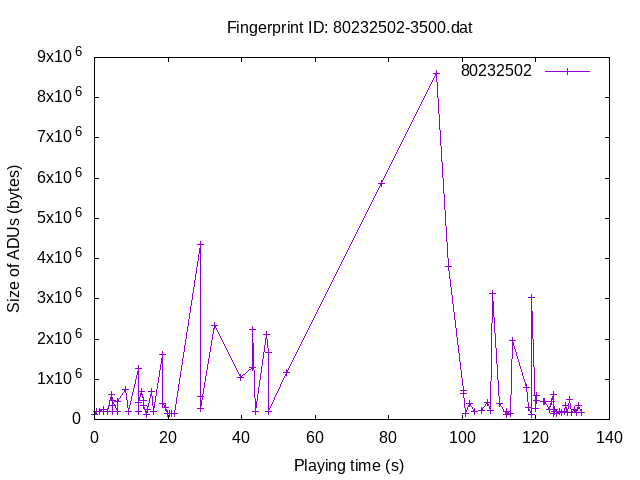 Fingerprint ID: 80232502-3500.dat
80232502
9x10^6
8x10^6
7x10^6
6x10^6
5x10^6
4x10^6
3x10^6
2x10^6
1x10^6
0
Size of ADUs (bytes)
0 20 40 60 80 100 120 140
Playing time (s)